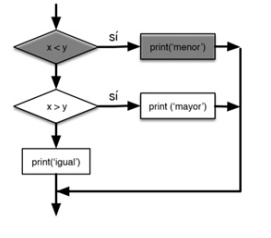 sí
x < y
print('menor')
sí
x > y
print ('mayor')
print('igual')